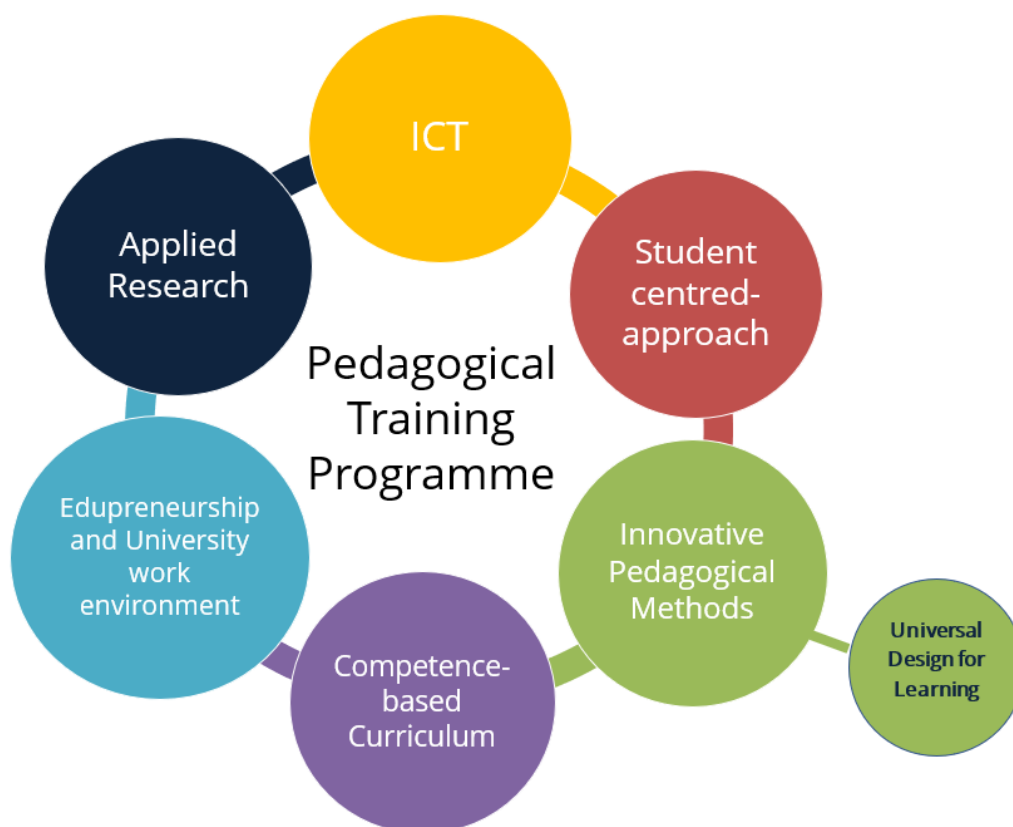 ICT
Applied
Research
Student
centred-
approach
Pedagogical
Training
Programme
Edupreneurship
and University
work
environment
Innovative
Pedagogical
Methods
Universal
Design for
Learning
Competence-
based
Curriculum